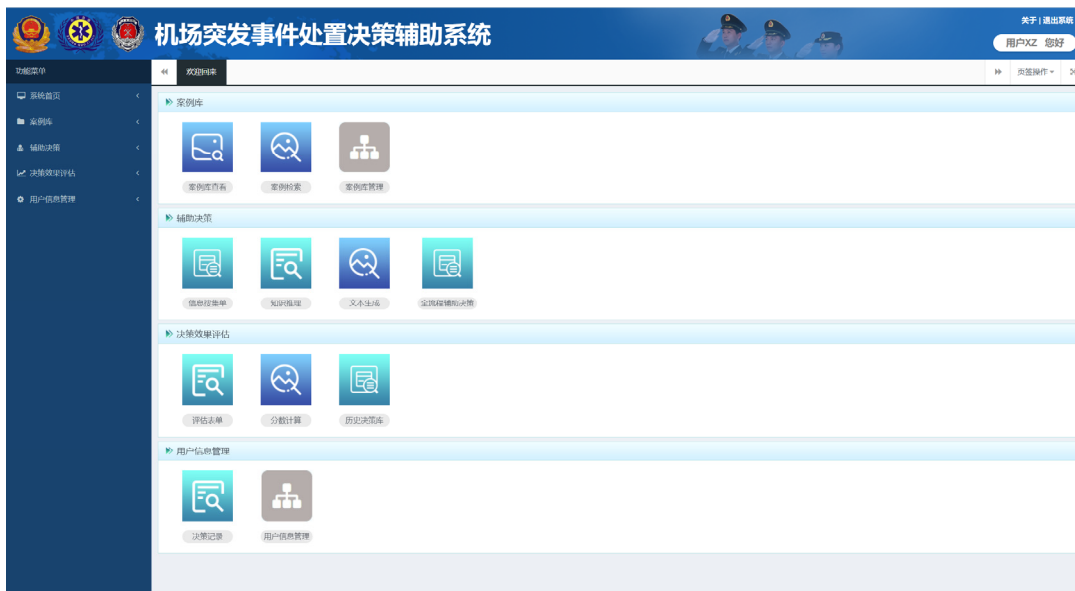 机场突发事件处置决策辅助系统
关于 | 退出系统
用户XZ 您好
功能菜单
欢迎回来
页签操作
系统首页
案例库
辅助决策
决策效果评估
用户信息管理
案例库
案例库查看
案例检索
案例库管理
辅助决策
信息搜集单
知识推理
文本生成
全流程辅助决策
决策效果评估
评估表单
分数计算
历史决策库
用户信息管理
决策记录
用户信息管理